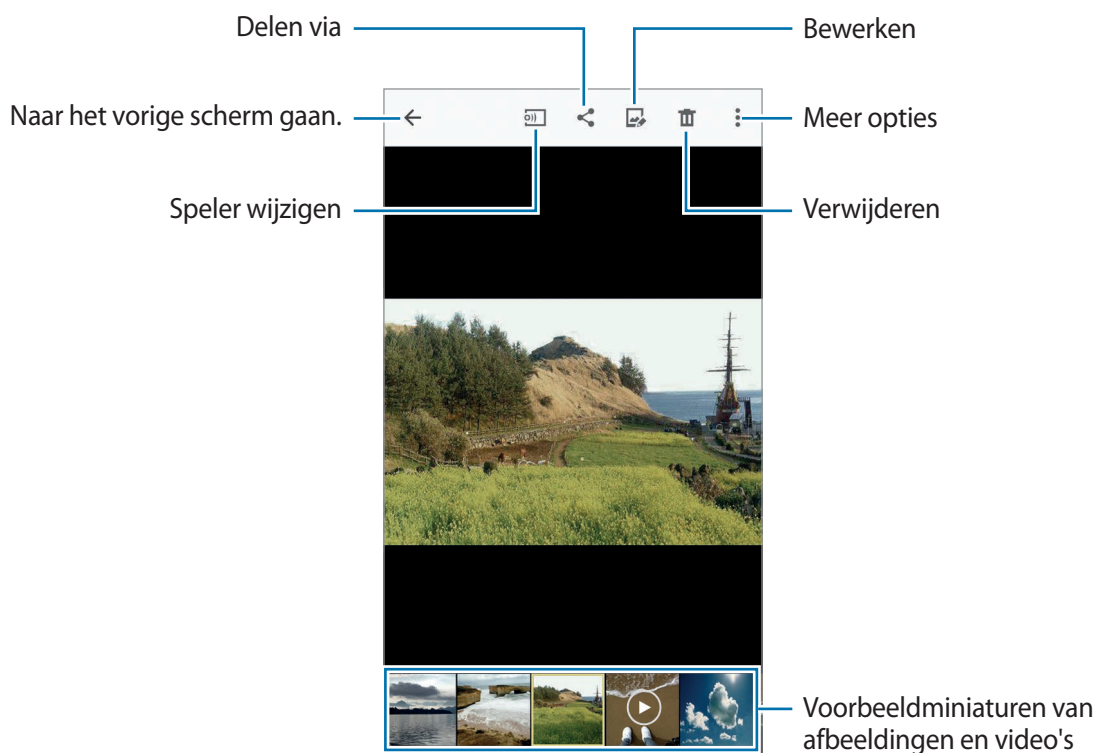 Delen via
Bewerken
Naar het vorige scherm gaan.
Meer opties
Speler wijzigen
Verwijderen
Voorbeeldminiaturen van
afbeeldingen en video's